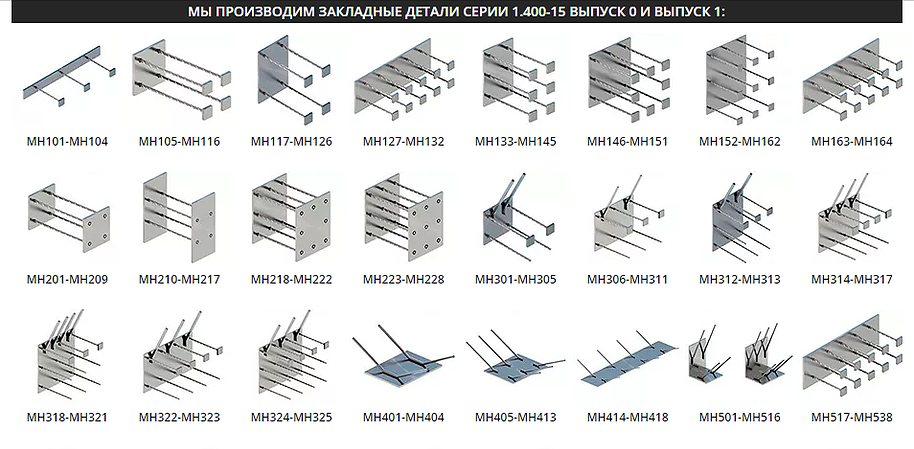 МЫ ПРОИЗВОДИМ ЗАКЛАДНЫЕ ДЕТАЛИ СЕРИИ 1.400-15 ВЫПУСК 0 И ВЫПУСК 1:
МН101-МН104 МН105-МН116 МН117-МН126 МН127-МН132 МН133-МН145 МН146-МН151 МН152-МН162 МН163-МН164
МН201-МН209 МН210-МН217 МН218-МН222 МН223-МН228 МН301-МН305 МН306-МН311 МН312-МН313 МН314-МН317
МН318-МН321 МН322-МН323 МН324-МН325 МН401-МН404 МН405-МН413 МН414-МН418 МН501-МН516 МН517-МН538